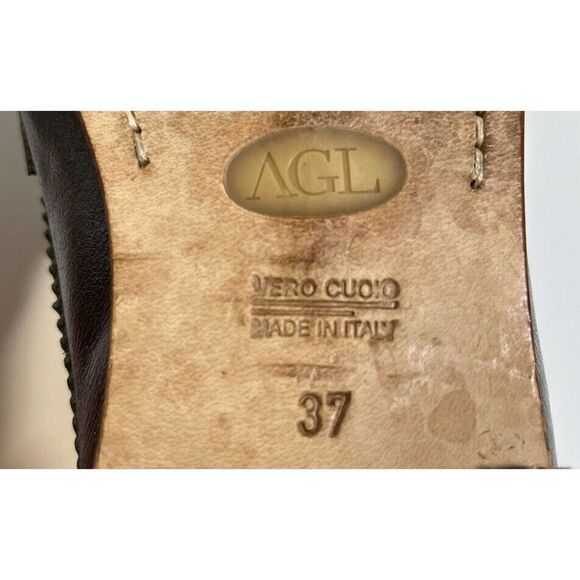 AGL
VERO CUOIO
MADE IN ITALY
37